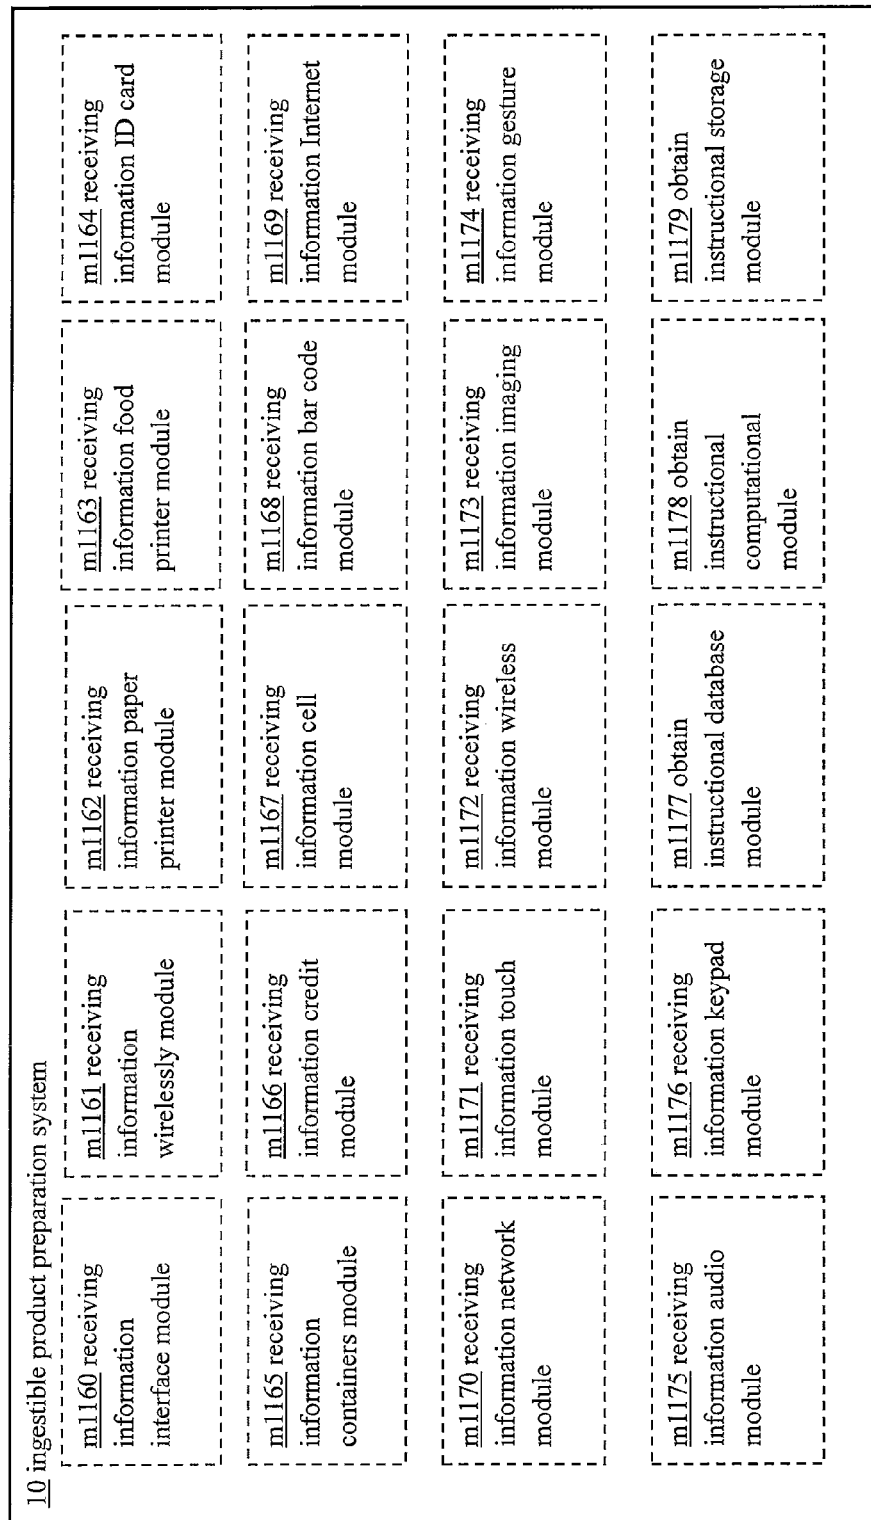 10 ingestible product preparation system
m1160 receiving
information
interface module
m1161 receiving
information
wirelessly module
m1162 receiving
information paper
printer module
m1163 receiving
information food
printer module
m1164 receiving
information ID card
module
m1165 receiving
information
containers module
m1166 receiving
information credit
module
m1167 receiving
information cell
module
m1168 receiving
information bar code
module
m1169 receiving
information Internet
module
m1170 receiving
information network
module
m1171 receiving
information touch
module
m1172 receiving
information wireless
module
m1173 receiving
information imaging
module
m1174 receiving
information gesture
module
m1175 receiving
information audio
module
m1176 receiving
information keypad
module
m1177 obtain
instructional database
module
m1178 obtain
instructional
computational
module
m1179 obtain
instructional storage
module